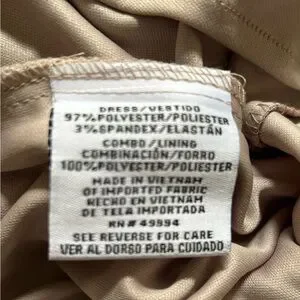 DRESS/VESTIDO
97%POLYESTER/POLIESTER
3%SPANDEX/ELASTÁN
COMBO/LINING
COMBINACIÓN/FORRO
100%POLYESTER/POLIESTER
MADE IN VIETNAM
OF IMPORTED FABRIC
HECHO EN VIETNAM
DE TELA IMPORTADA
RN# 49994
SEE REVERSE FOR CARE
VER AL DORSO PARA CUIDADO